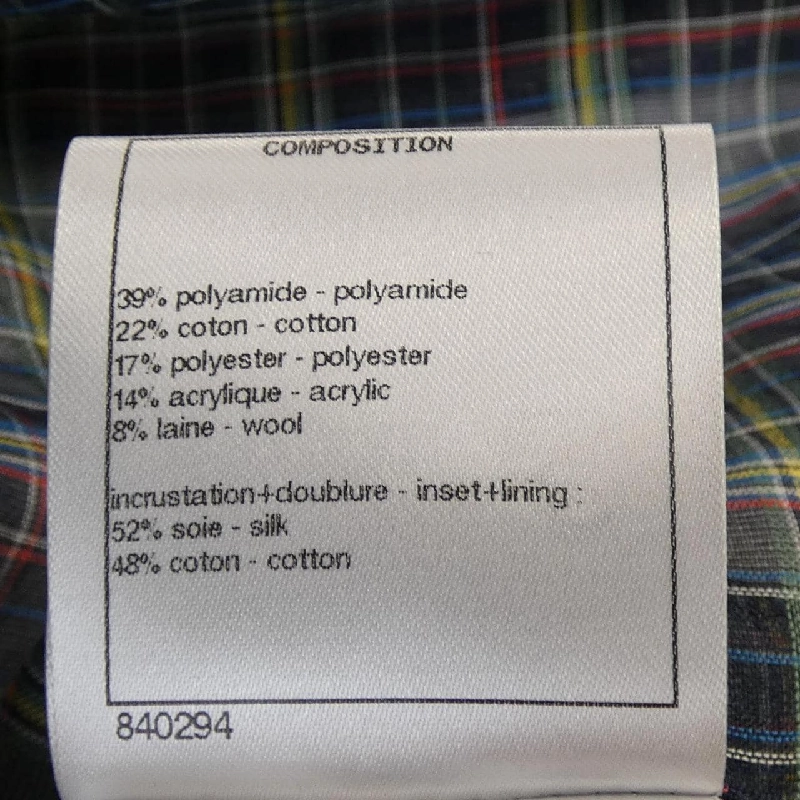 COMPOSITION
39% polyamide - polyamide
22% coton - cotton
17% polyester - polyester
14% acrylique - acrylic
8% laine - wool
incrustation+doublure - inset+lining :
52% soie - silk
48% coton - cotton
840294